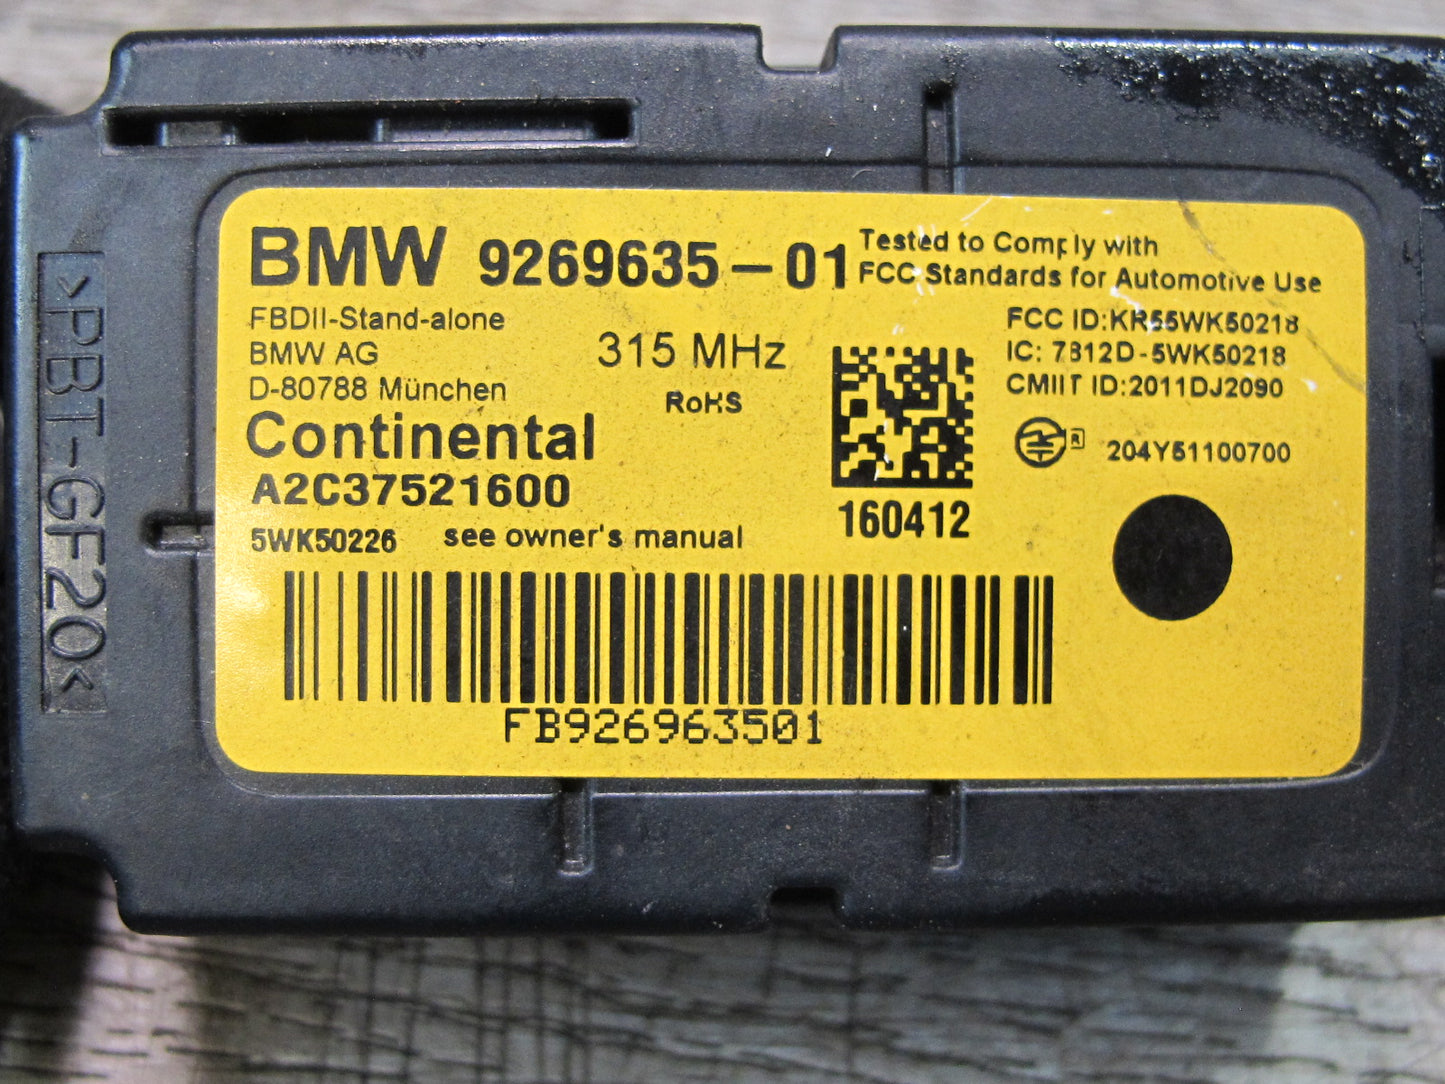 BMW 9269635-01
Tested to Comply with
FCC Standards for Automotive Use
FBDII-Stand-alone
BMW AG
D-80788 München
315 MHz
RoHS
FCC ID:KR55WK50218
IC: 7812D-5WK50218
CMIIT ID:2011DJ2090
R 204Y51100700
Continental
A2C37521600
5WK50226 see owner's manual
160412
FB926963501
>PBT-GF20<